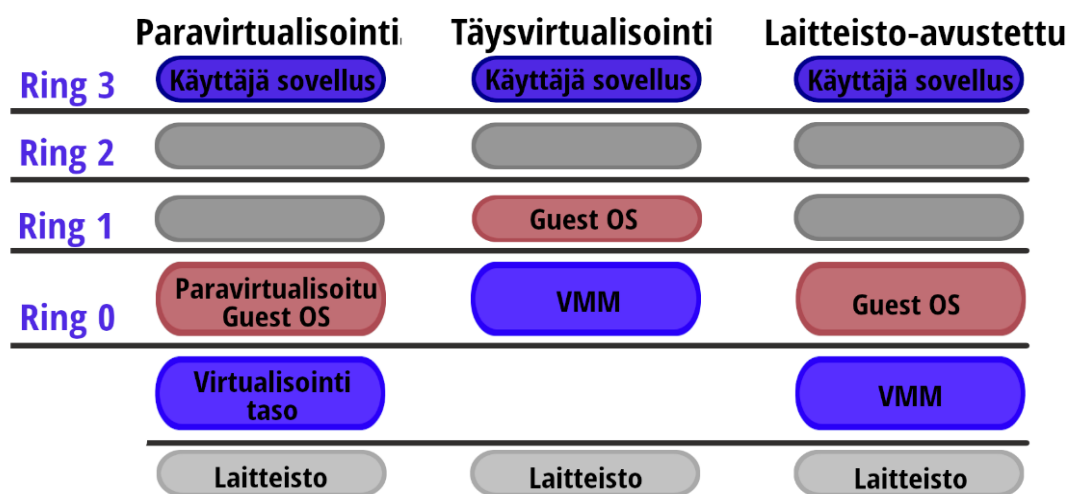 Paravirtualisointi. Täysvirtualisointi Laitteisto-avustettu
Ring 3 Käyttäjä sovellus Käyttäjä sovellus Käyttäjä sovellus
Ring 2
Ring 1 Guest OS
Ring 0 Paravirtualisoitu
Guest OS VMM Guest OS
Virtualisointi
taso VMM
Laitteisto Laitteisto Laitteisto